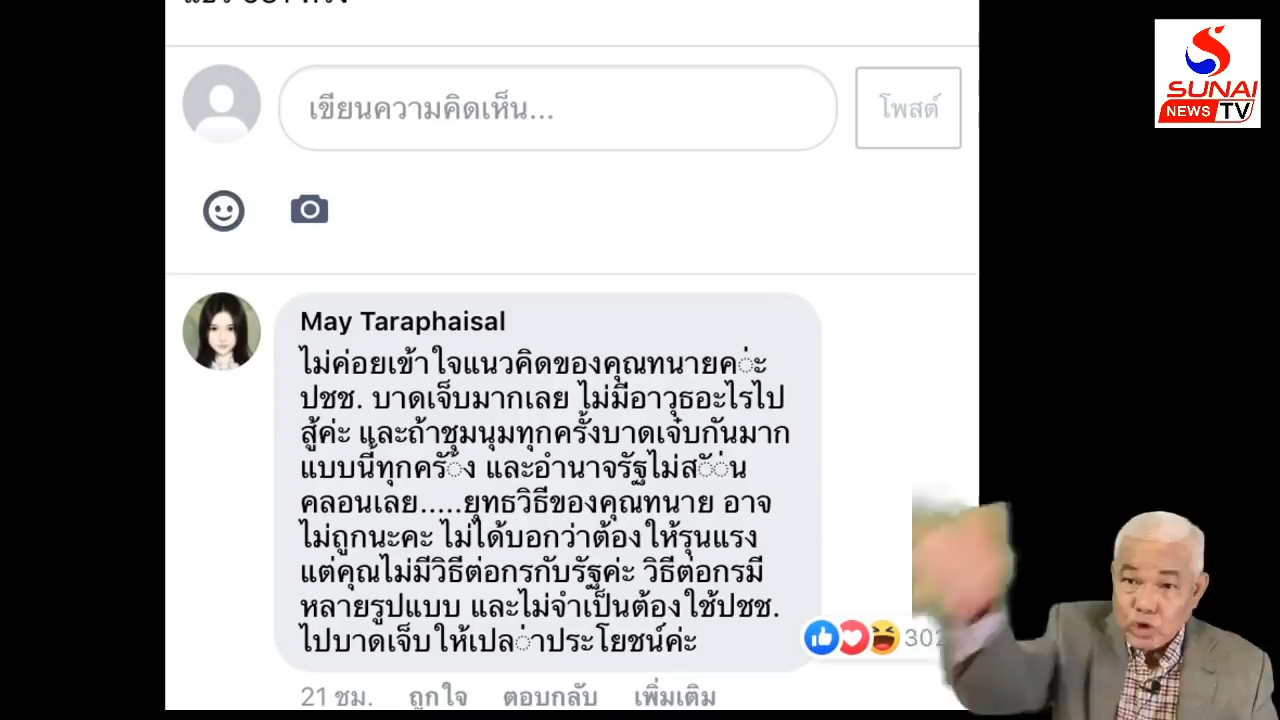 SUNAI
NEWS TV
เขียนความคิดเห็น...
โพสต์
May Taraphaisal
ไม่ค่อยเข้าใจแนวคิดของคุณทนายค่ะ
ปชช. บาดเจ็บมากเลย ไม่มีอาวุธอะไรไป
สู้ค่ะ และถ้าชุมนุมทุกครั้งบาดเจ๋บกันมาก
แบบนี้ทุกครั้ง และอำนาจรัฐไม่สั่น
คลอนเลย.....ยุทธวิธีของคุณทนาย อาจ
ไม่ถูกนะคะ ไม่ได้บอกว่าต้องให้รุนแรง
แต่คุณไม่มีวิธีต่อกรกับรัฐค่ะ วิธีต่อกรมี
หลายรูปแบบ และไม่จำเป็นต้องใช้ปชช.
ไปบาดเจ็บให้เปล่าประโยชน์ค่ะ
302
21 ชม. ถูกใจ ตอบกลับ เพิ่มเติม